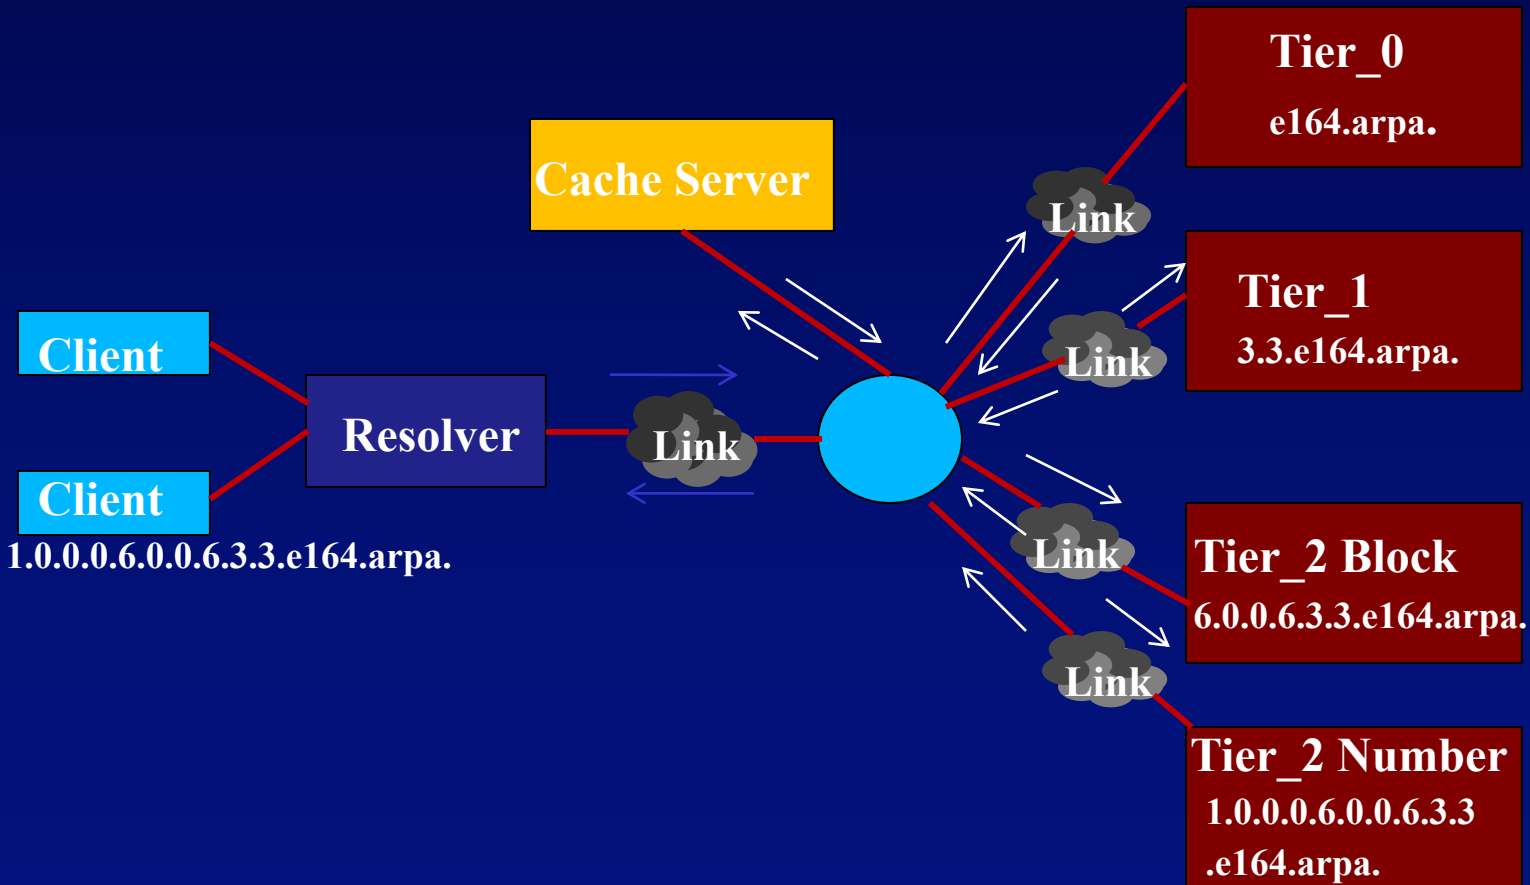 Tier_0
e164.arpa.
Cache Server
Link
Tier_1
3.3.e164.arpa.
Link
Client
Resolver
Link
Client
1.0.0.0.6.0.0.6.3.3.e164.arpa.
Link
Tier_2 Block
6.0.0.6.3.3.e164.arpa.
Link
Tier_2 Number
1.0.0.0.6.0.0.6.3.3
.e164.arpa.